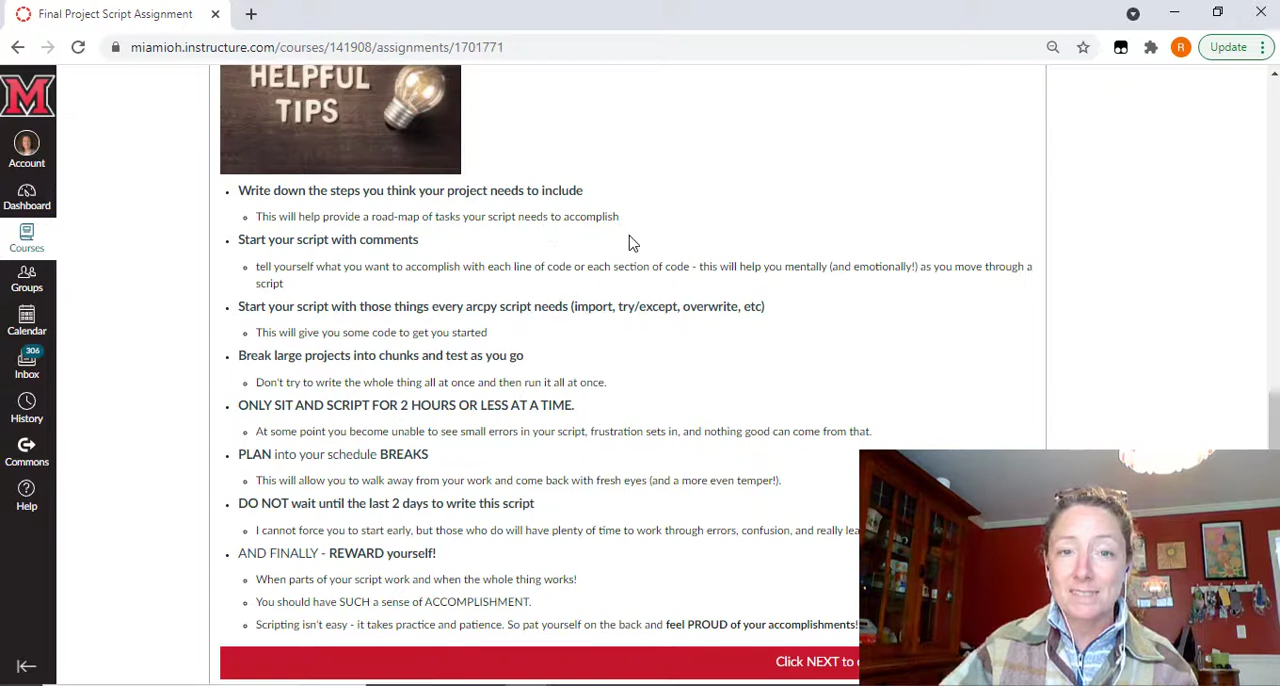 Final Project Script Assignment
miamioh.instructure.com/courses/141908/assignments/1701771
R
Update
HELPFUL
TIPS
M
Account
Dashboard
Courses
Groups
Calendar
306
Inbox
History
Commons
Help
Write down the steps you think your project needs to include
This will help provide a road-map of tasks your script needs to accomplish
Start your script with comments
tell yourself what you want to accomplish with each line of code or each section of code - this will help you mentally (and emotionally!) as you move through a
script
Start your script with those things every arcpy script needs (import, try/except, overwrite, etc)
This will give you some code to get you started
Break large projects into chunks and test as you go
Don't try to write the whole thing all at once and then run it all at once.
ONLY SIT AND SCRIPT FOR 2 HOURS OR LESS AT A TIME.
At some point you become unable to see small errors in your script, frustration sets in, and nothing good can come from that.
PLAN into your schedule BREAKS
This will allow you to walk away from your work and come back with fresh eyes (and a more even temper!).
DO NOT wait until the last 2 days to write this script
I cannot force you to start early, but those who do will have plenty of time to work through errors, confusion, and really
AND FINALLY - REWARD yourself!
When parts of your script work and when the whole thing works!
You should have SUCH a sense of ACCOMPLISHMENT.
Scripting isn't easy - it takes practice and patience. So pat yourself on the back and feel PROUD of your accomplishments!
Click NEXT to